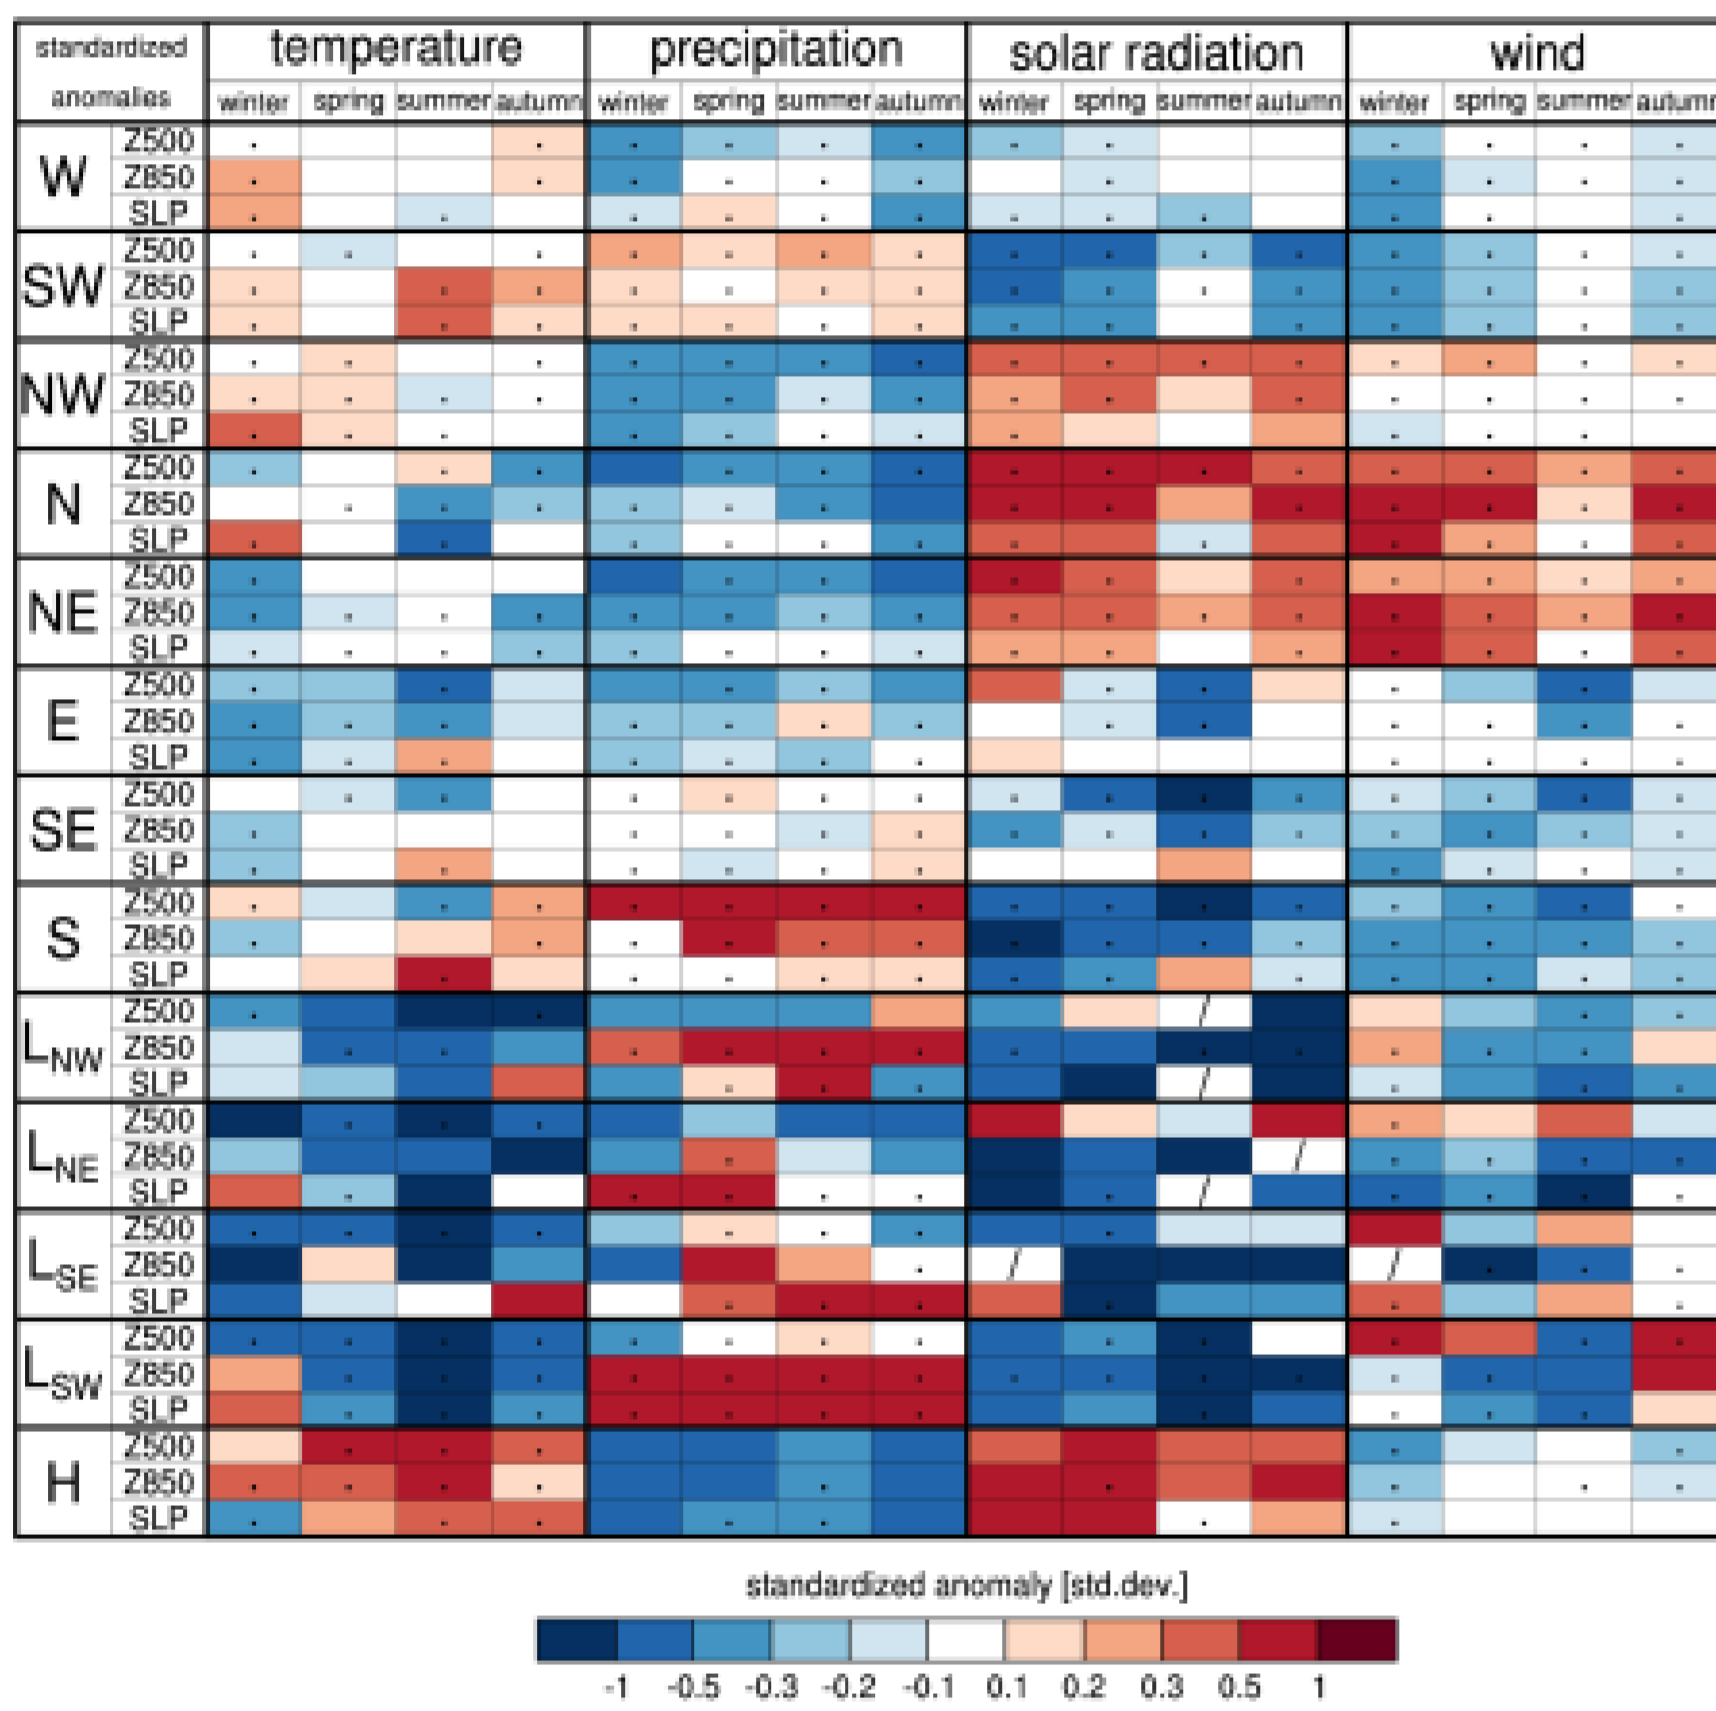 standardized anomalies temperature precipitation solar radiation wind
winter spring summer autumn winter spring summer autumn winter spring summer autumn winter spring summer autumn
W
Z500
Z850
SLP
SW
Z500
Z850
SLP
NW
Z500
Z850
SLP
N
Z500
Z850
SLP
NE
Z500
Z850
SLP
E
Z500
Z850
SLP
SE
Z500
Z850
SLP
S
Z500
Z850
SLP
LNW
Z500
/
Z850
SLP
/
LNE
Z500
Z850
/
SLP
/
LSE
Z500
Z850
/ /
SLP
LSW
Z500
Z850
SLP
H
Z500
Z850
SLP
standardized anomaly [std.dev.]
-1 -0.5 -0.3 -0.2 -0.1 0.1 0.2 0.3 0.5 1